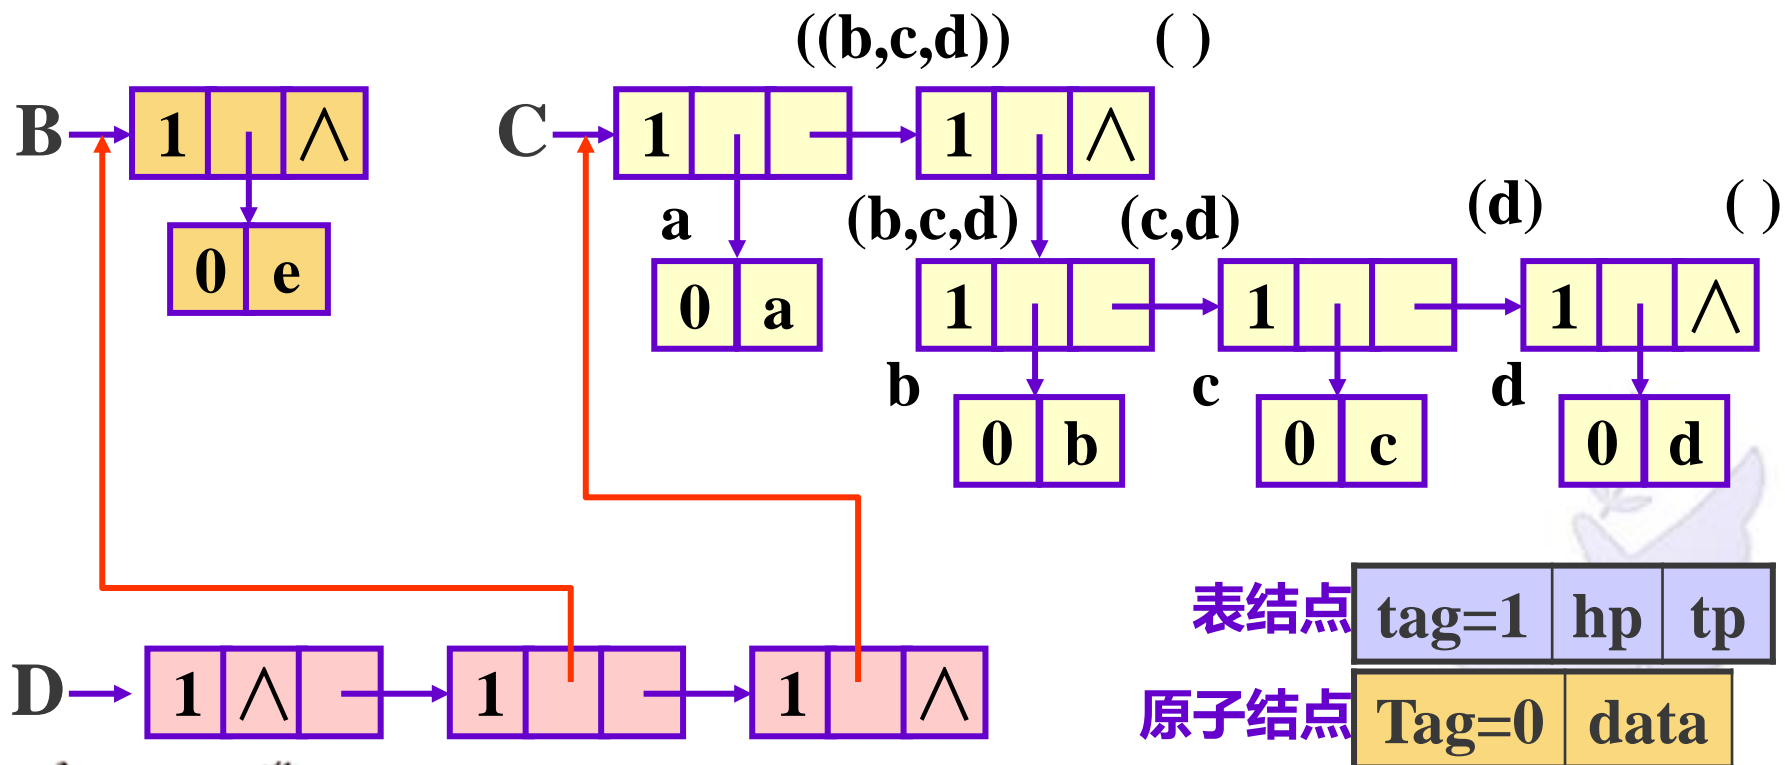 ((b,c,d)) ( )
B 1 ∧ C 1 1 ∧
a (b,c,d) (c,d) (d) ( )
0 e 0 a 1 1 1 ∧
b c d
0 b 0 c 0 d
表结点 tag=1 hp tp
D 1 ∧ 1 1 ∧ 原子结点 Tag=0 data